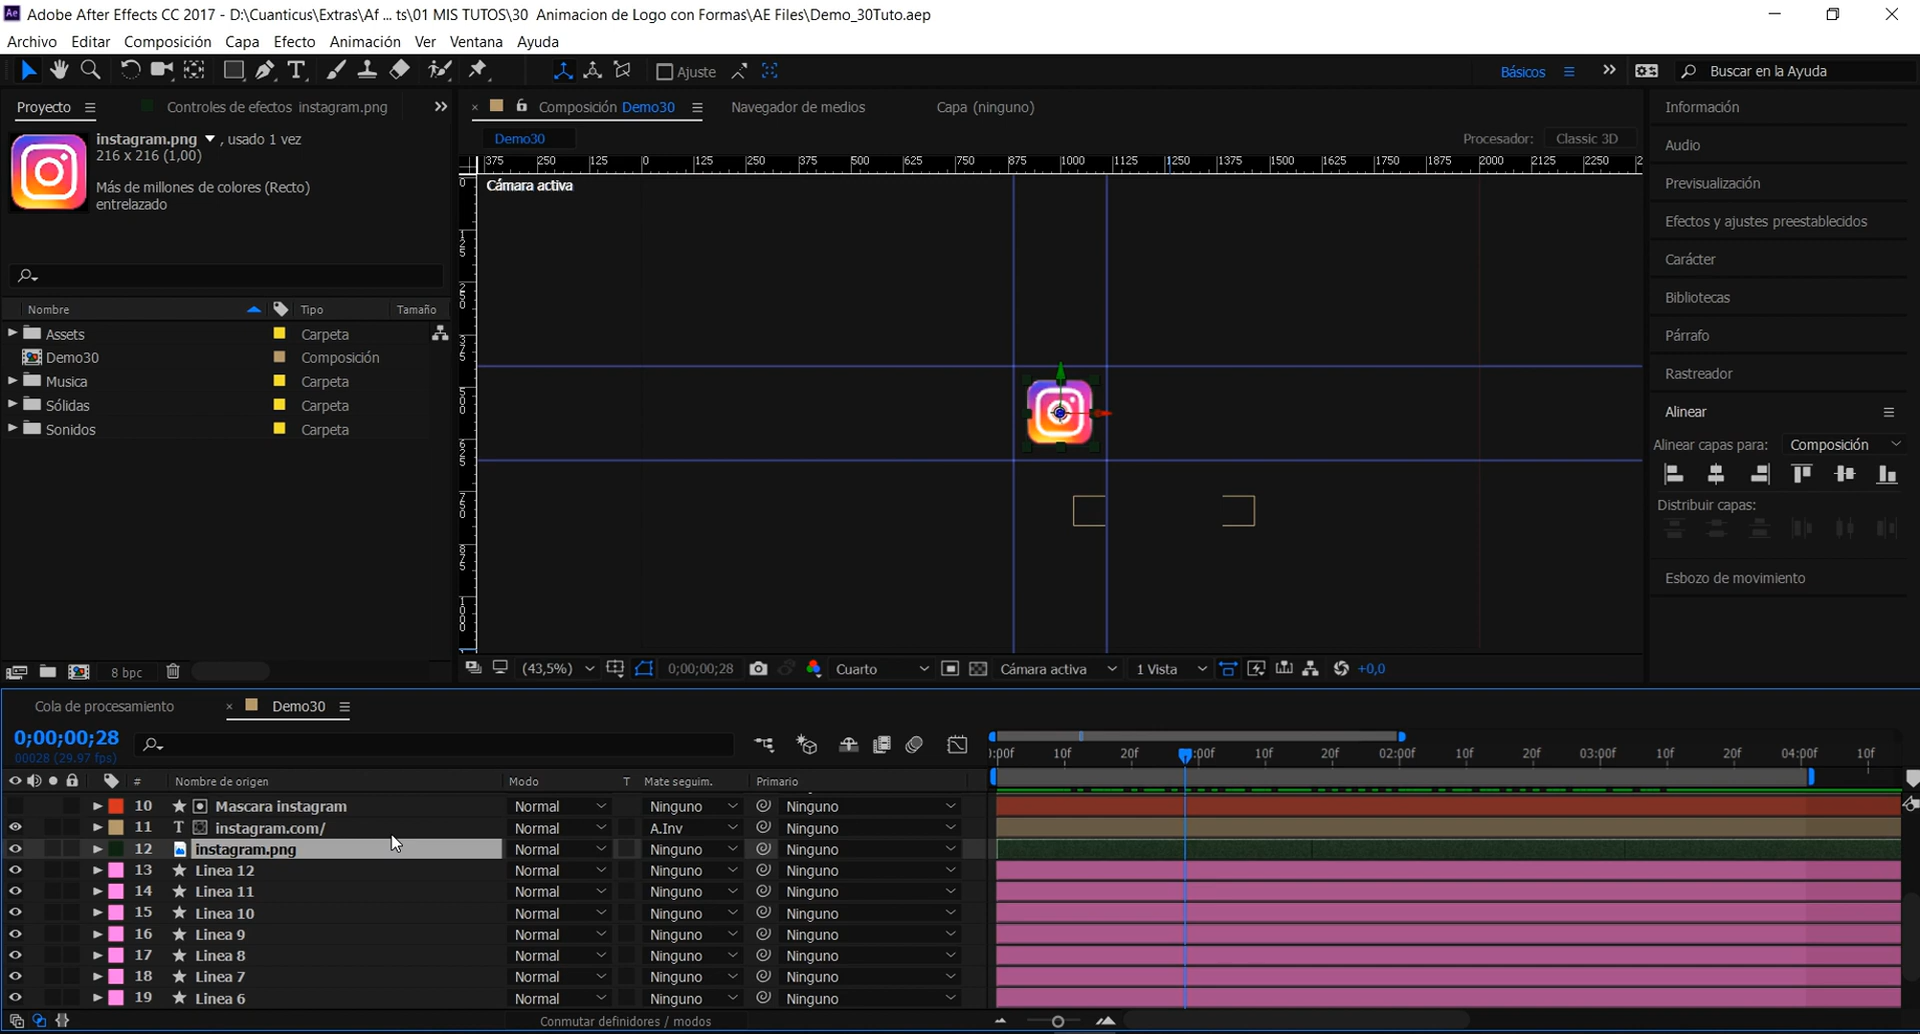 Adobe After Effects CC 2017 - D:\Cuanticus\Extras\Af ... ts\01 MIS TUTOS\30 Animacion de Logo con Formas\AE Files\Demo_30Tuto.aep
Archivo Editar Composición Capa Efecto Animación Ver Ventana Ayuda
Ajuste
Básicos
Buscar en la Ayuda
Proyecto
Controles de efectos instagram.png
Composición Demo30
Navegador de medios
Capa (ninguno)
instagram.png , usado 1 vez
216 x 216 (1,00)
Más de millones de colores (Recto)
entrelazado
Demo30
Procesador: Classic 3D
375 250 125 0 125 250 375 500 625 750 875 1000 1125 1250 1375 1500 1625 1750 1875 2000 2125 2250
Cámara activa
Nombre Tipo Tamaño
Assets Carpeta
Demo30 Composición
Musica Carpeta
Sólidas Carpeta
Sonidos Carpeta
Información
Audio
Previsualización
Efectos y ajustes preestablecidos
Carácter
Bibliotecas
Párrafo
Rastreador
Alinear
Alinear capas para: Composición
Distribuir capas:
Esbozo de movimiento
8 bpc
(43,5%) 0;00;00;28 Cuarto Cámara activa 1 Vista +0,0
Cola de procesamiento
Demo30
0;00;00;28
00028 (29.97 fps)
:00f 10f 20f :00f 10f 20f 02:00f 10f 20f 03:00f 10f 20f 04:00f 10f
# Nombre de origen Modo T Mate seguim. Primario
10 Mascara instagram Normal Ninguno Ninguno
11 T instagram.com/ Normal A.Inv Ninguno
12 instagram.png Normal Ninguno Ninguno
13 Linea 12 Normal Ninguno Ninguno
14 Linea 11 Normal Ninguno Ninguno
15 Linea 10 Normal Ninguno Ninguno
16 Linea 9 Normal Ninguno Ninguno
17 Linea 8 Normal Ninguno Ninguno
18 Linea 7 Normal Ninguno Ninguno
19 Linea 6 Normal Ninguno Ninguno
Conmutar definidores / modos